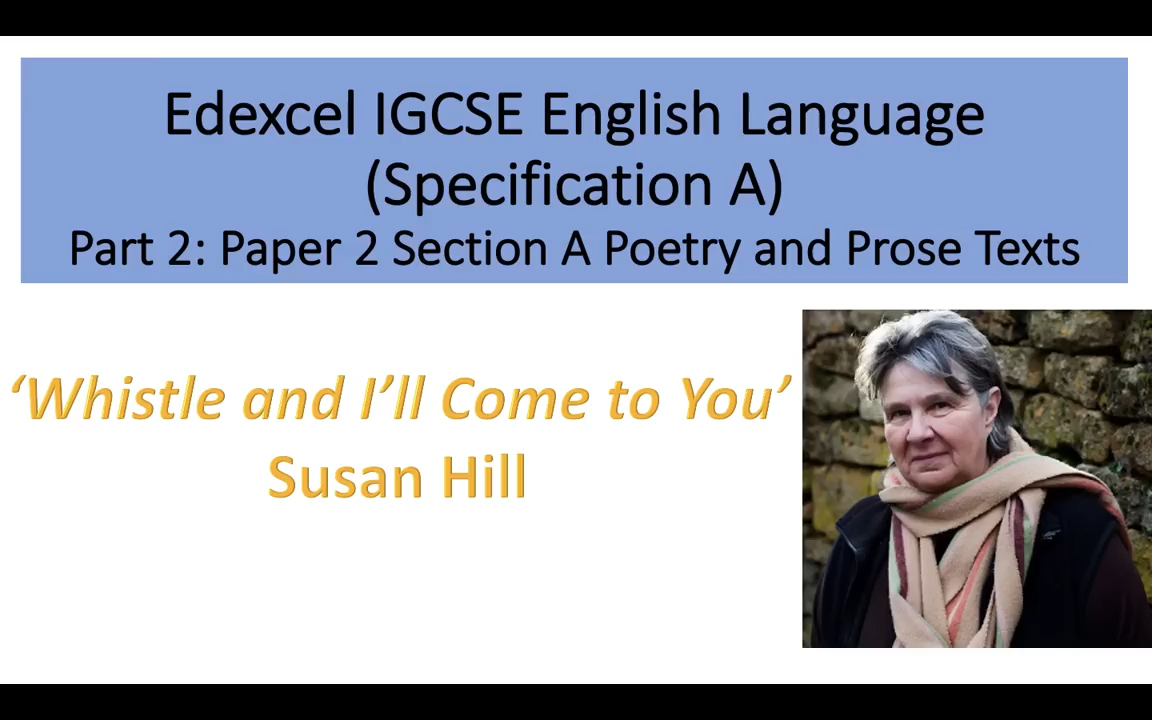 Edexcel IGCSE English Language
(Specification A)
Part 2: Paper 2 Section A Poetry and Prose Texts
‘Whistle and I’ll Come to You’
Susan Hill